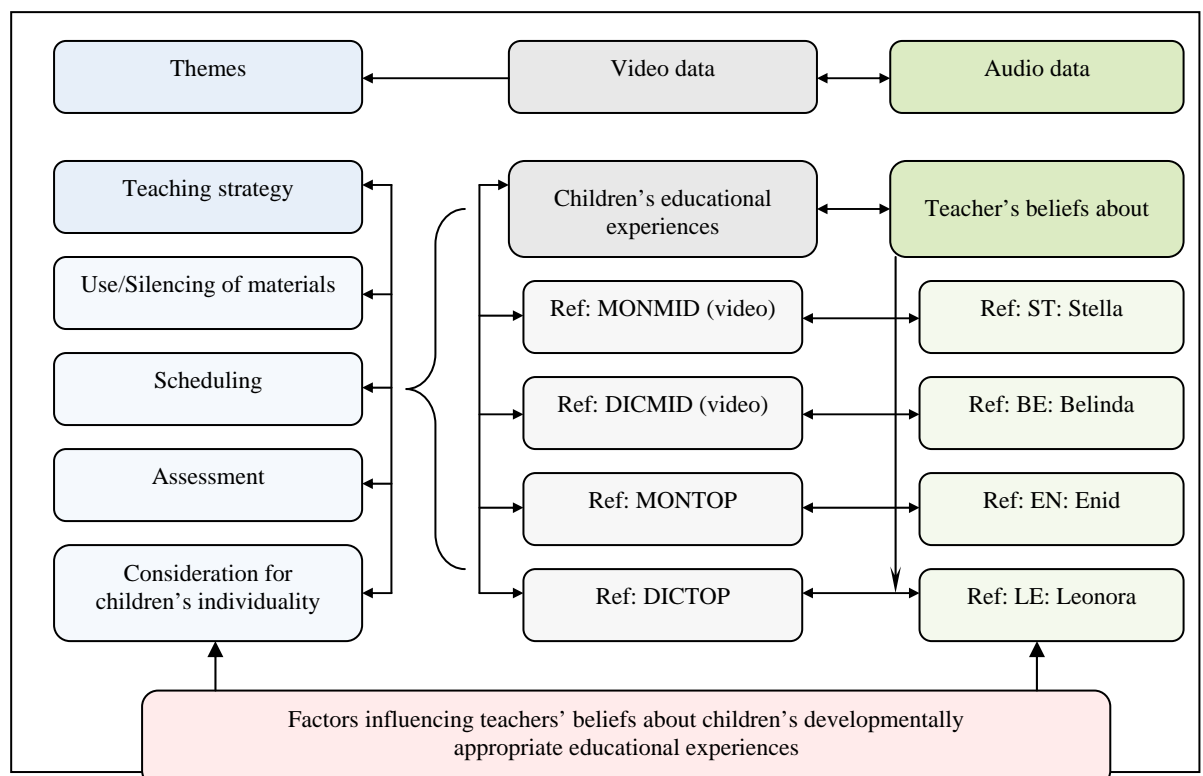 Themes
Video data
Audio data
Teaching strategy
Children’s educational
experiences
Teacher’s beliefs about
Use/Silencing of materials
Ref: MONMID (video)
Ref: ST: Stella
Scheduling
Ref: DICMID (video)
Ref: BE: Belinda
Assessment
Ref: MONTOP
Ref: EN: Enid
Consideration for
children’s individuality
Ref: DICTOP
Ref: LE: Leonora
Factors influencing teachers’ beliefs about children’s developmentally
appropriate educational experiences